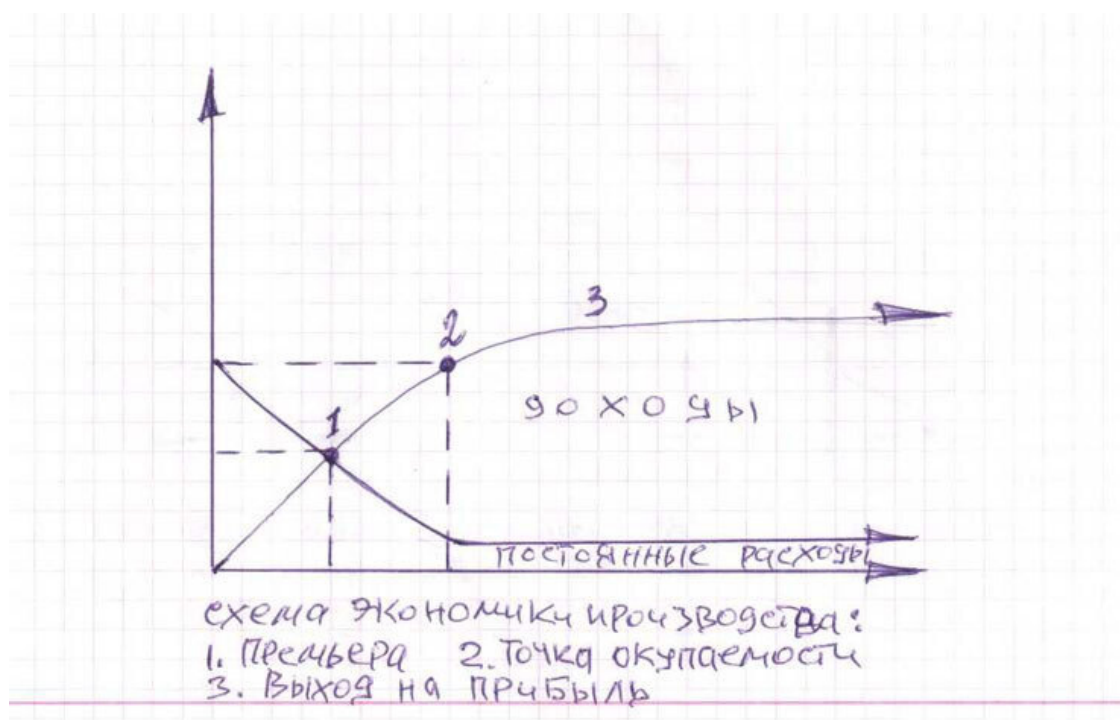 3
2
доходы
1
постоянные расходы
схема экономики производства:
1. Премьера 2. Точка окупаемости
3. Выход на прибыль